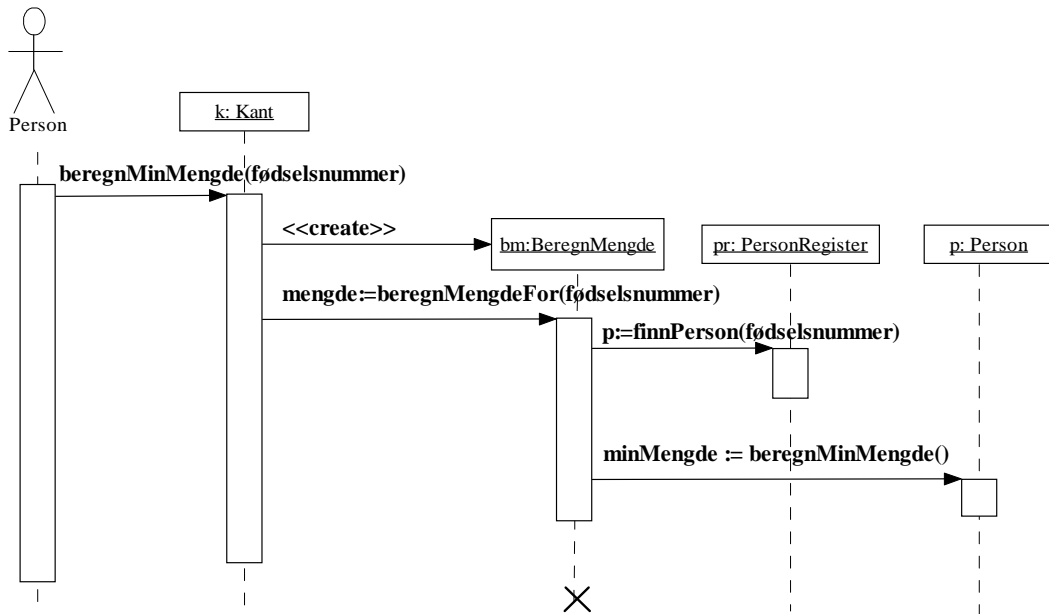 Person
k: Kant
beregnMinMengde(fødselsnummer)
<<create>>
bm:BeregnMengde
pr: PersonRegister
p: Person
mengde:=beregnMengdeFor(fødselsnummer)
p:=finnPerson(fødselsnummer)
minMengde := beregnMinMengde()